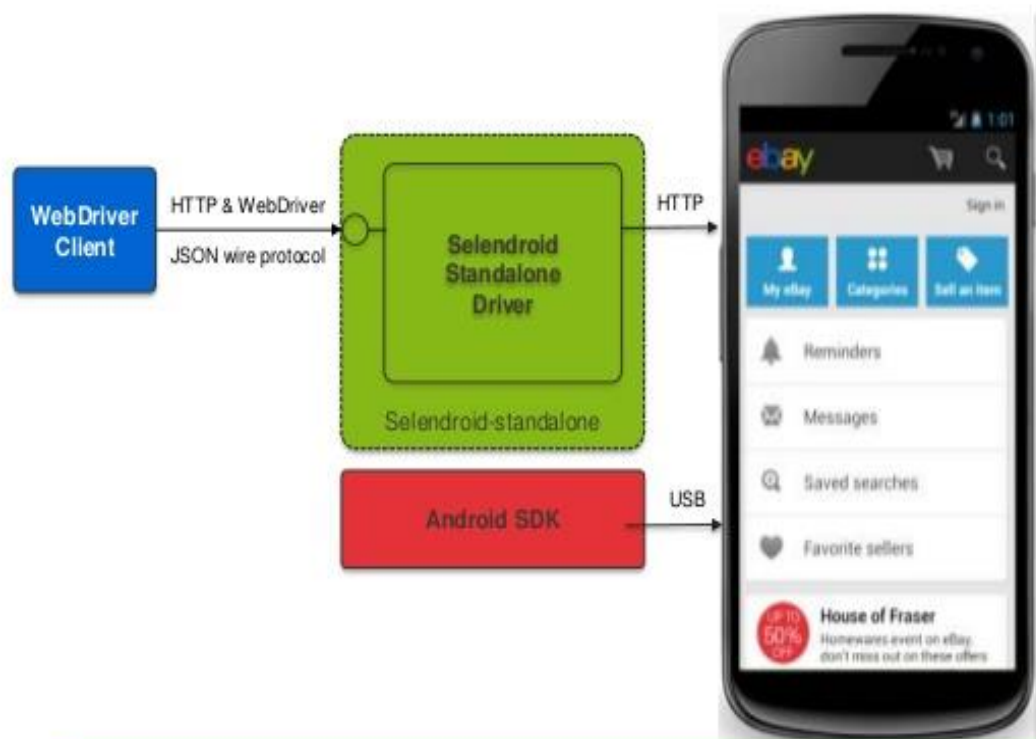 WebDriver
Client
HTTP & WebDriver
JSON wire protocol
Selendroid
Standalone
Driver
Selendroid-standalone
HTTP
Android SDK
USB
1:01
ebay
Sign in
My eBay
Categories
Sell an item
Reminders
Messages
Saved searches
Favorite sellers
UP TO
50%
OFF
House of Fraser
Homewares event on eBay,
don't miss out on these offers